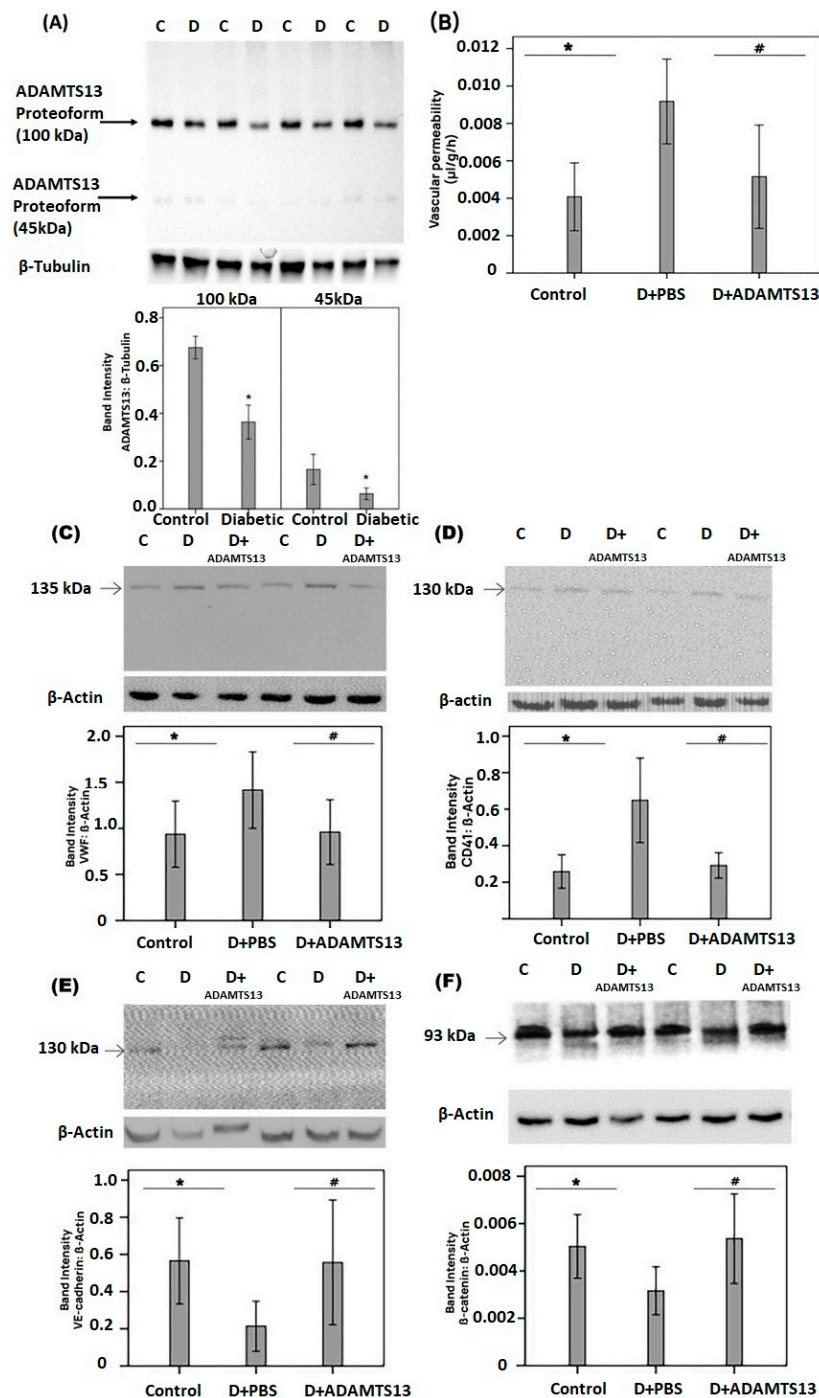 (A)
C D C D C D C D
ADAMTS13
Proteoform
(100 kDa)
ADAMTS13
Proteoform
(45kDa)
β-Tubulin
100 kDa 45kDa
Band Intensity
ADAMTS13: ß-Tubulin
0.8
0.6
0.4
0.2
0.0
*
*
Control Diabetic Control Diabetic
(B)
Vascular permeability
(µl/g/h)
0.012
0.010
0.008
0.006
0.004
0.002
0
* #
Control D+PBS D+ADAMTS13
(C)
C D D+ C D D+
ADAMTS13 ADAMTS13
135 kDa
β-Actin
Band Intensity
VWF: ß-Actin
2.0
1.5
1.0
0.5
0
* #
Control D+PBS D+ADAMTS13
(D)
C D D+ C D D+
ADAMTS13 ADAMTS13
130 kDa
β-actin
Band Intensity
CD41: ß-Actin
1.0
0.8
0.6
0.4
0.2
* #
Control D+PBS D+ADAMTS13
(E)
C D D+ C D D+
ADAMTS13 ADAMTS13
130 kDa
β-Actin
Band Intensity
VE-cadherin: ß-Actin
1.0
0.8
0.6
0.4
0.2
0
* #
Control D+PBS D+ADAMTS13
(F)
C D D+ C D D+
ADAMTS13 ADAMTS13
93 kDa
β-Actin
Band Intensity
ß-catenin: ß-Actin
0.008
0.006
0.004
0.002
0
* #
Control D+PBS D+ADAMTS13